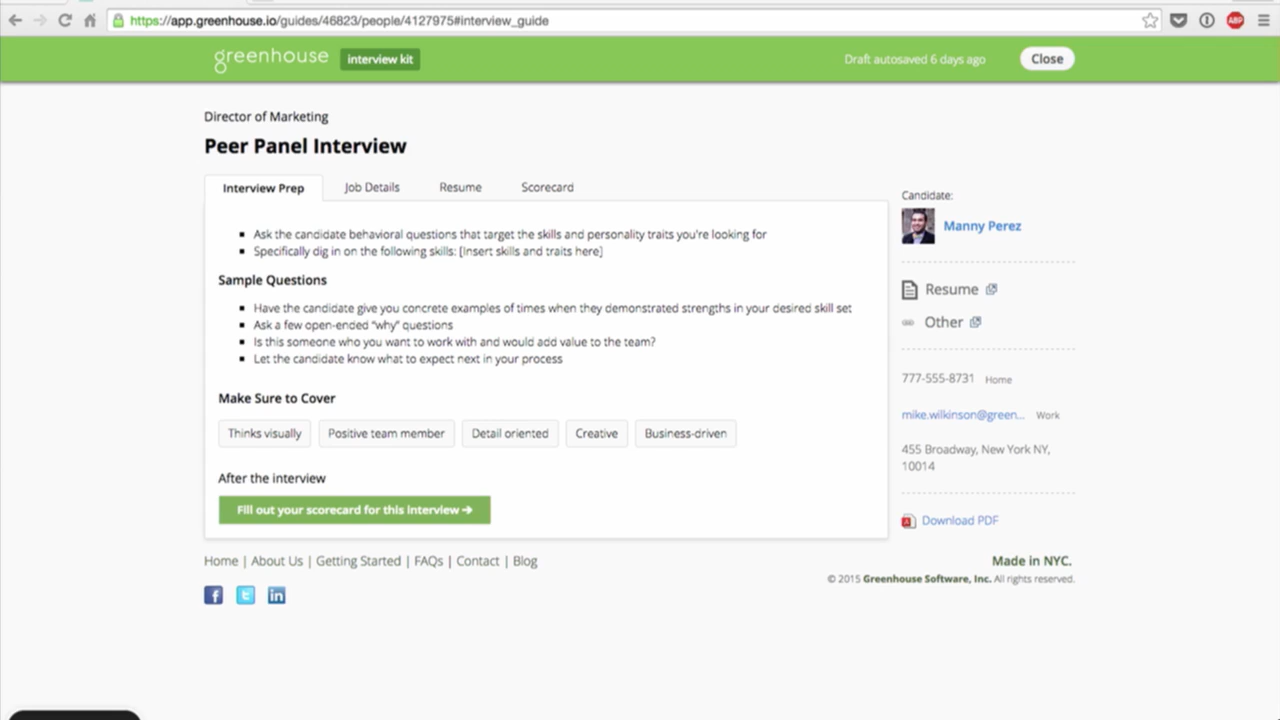 https://app.greenhouse.io/guides/46823/people/4127975#interview_guide
ABP
greenhouse interview kit
Draft autosaved 6 days ago
Close
Director of Marketing
Peer Panel Interview
Interview Prep Job Details Resume Scorecard
Ask the candidate behavioral questions that target the skills and personality traits you're looking for
Specifically dig in on the following skills: [Insert skills and traits here]
Sample Questions
Have the candidate give you concrete examples of times when they demonstrated strengths in your desired skill set
Ask a few open-ended “why” questions
Is this someone who you want to work with and would add value to the team?
Let the candidate know what to expect next in your process
Make Sure to Cover
Thinks visually Positive team member Detail oriented Creative Business-driven
After the interview
Fill out your scorecard for this interview →
Candidate:
Manny Perez
Resume
Other
777-555-8731 Home
mike.wilkinson@green... Work
455 Broadway, New York NY,
10014
Download PDF
Home | About Us | Getting Started | FAQs | Contact | Blog
Made in NYC.
© 2015 Greenhouse Software, Inc. All rights reserved.